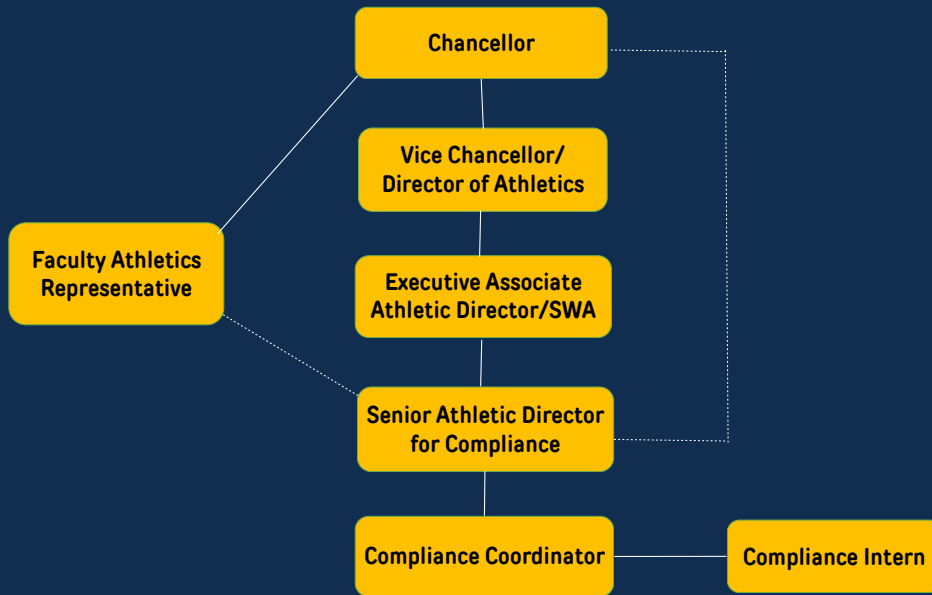 Chancellor
Vice Chancellor/
Director of Athletics
Faculty Athletics
Representative
Executive Associate
Athletic Director/SWA
Senior Athletic Director
for Compliance
Compliance Coordinator
Compliance Intern